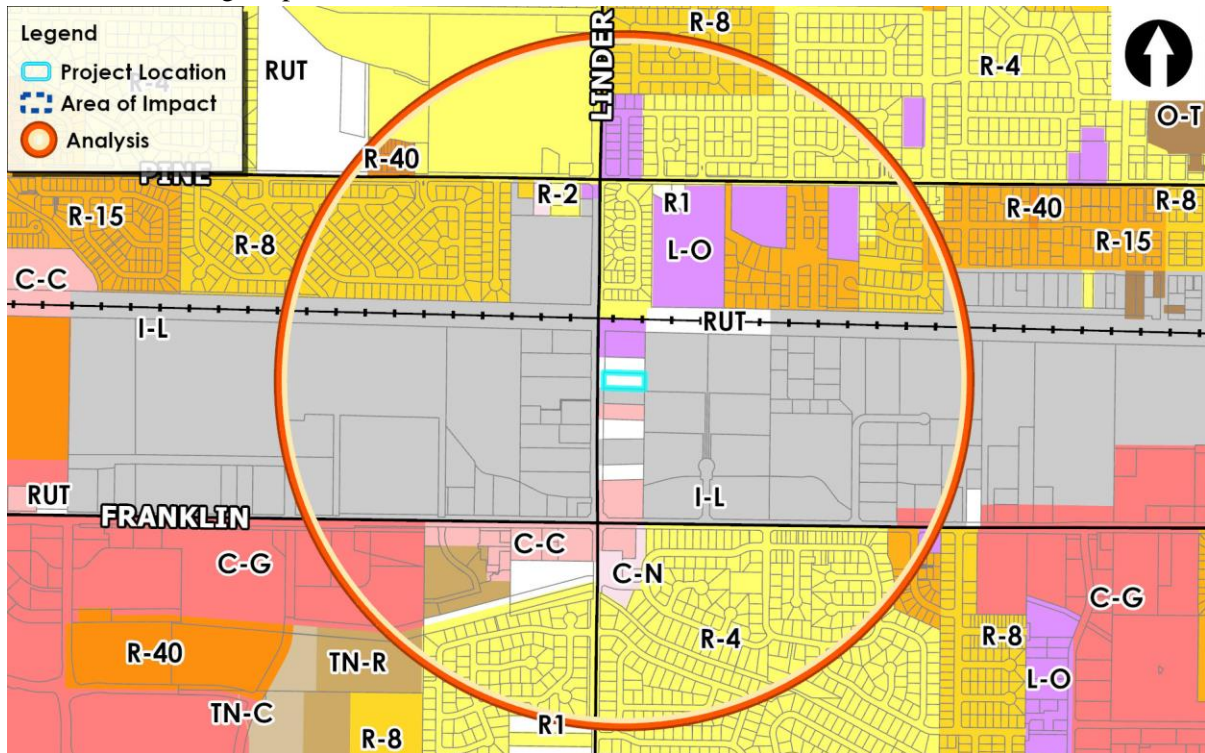 Legend
Project Location
Area of Impact
Analysis
R-4
RUT
LINDER
R-8
R-4
O-T
R-40
PINE
R-2
R1
R-40
R-8
R-15
R-8
L-O
R-15
C-C
I-L
RUT
I-L
RUT
FRANKLIN
C-G
C-C
C-N
C-G
R-4
R-8
R-40
TN-R
L-O
TN-C
R-8
R1